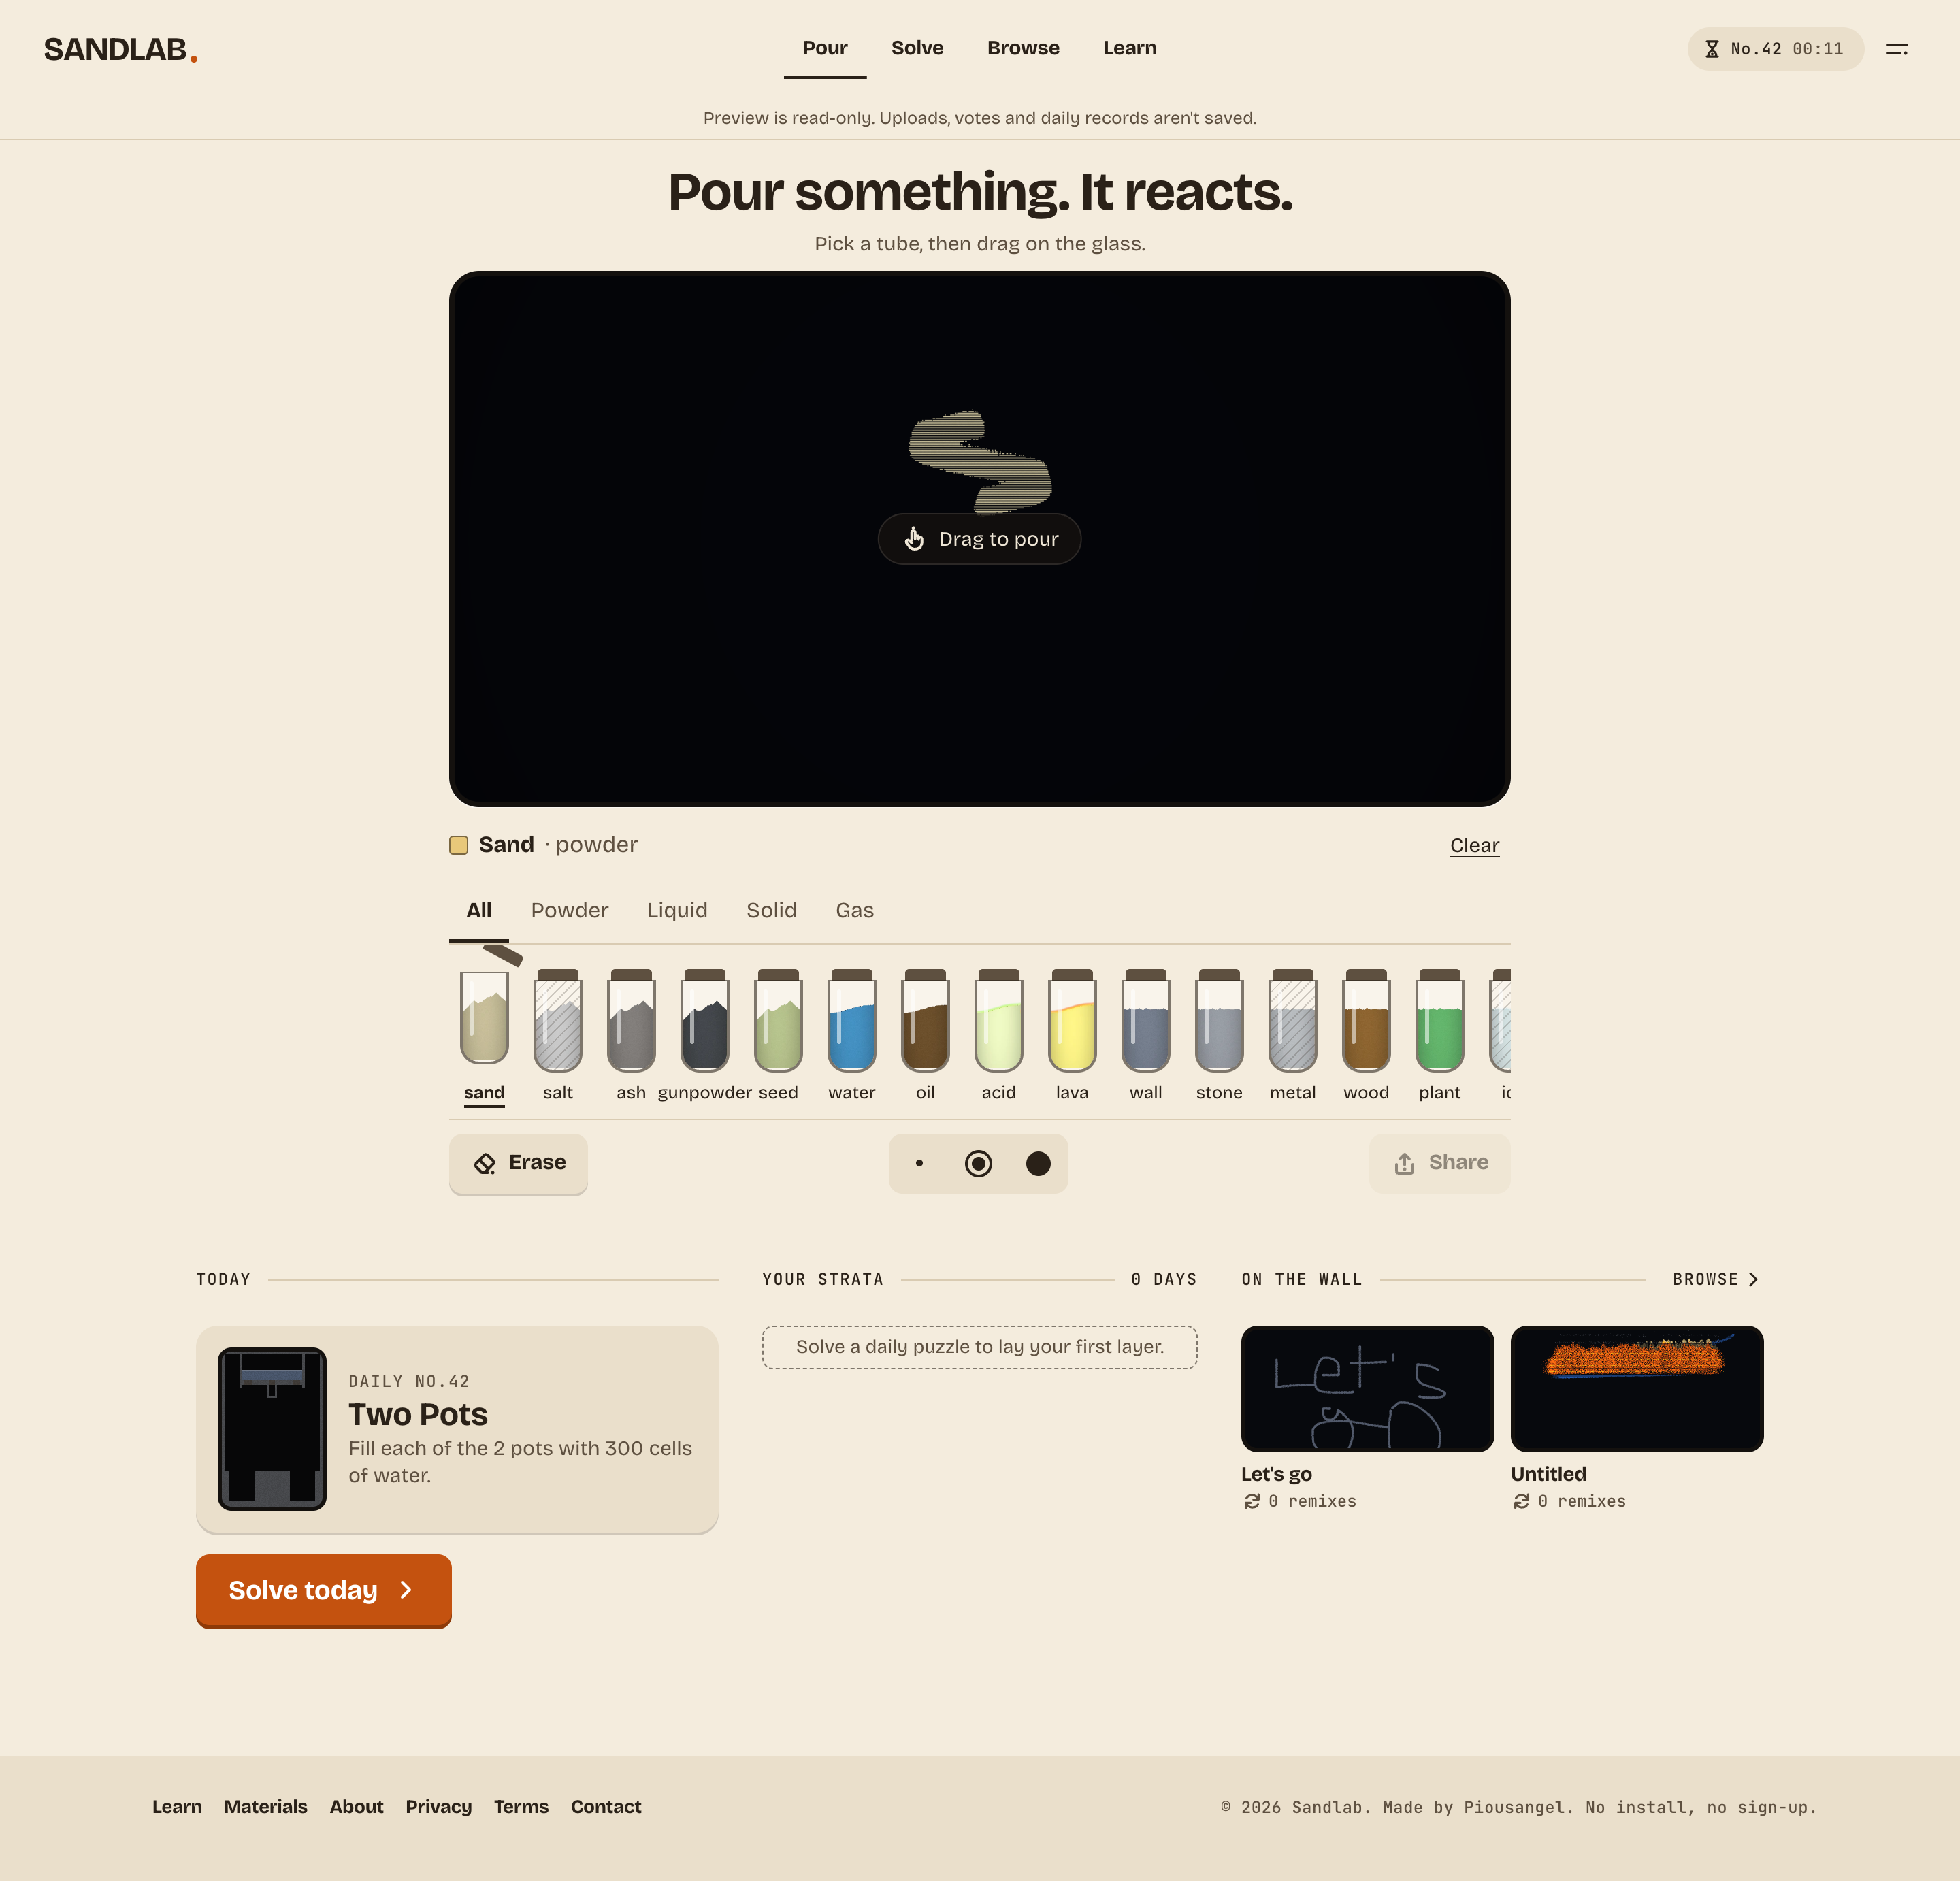 SANDLAB.
Pour Solve Browse Learn
No.42 00:11
Preview is read-only. Uploads, votes and daily records aren't saved.
Pour something. It reacts.
Pick a tube, then drag on the glass.
Drag to pour
Sand · powder
Clear
All Powder Liquid Solid Gas
sand salt ash gunpowder seed water oil acid lava wall stone metal wood plant
Erase
Share
TODAY
DAILY NO.42
Two Pots
Fill each of the 2 pots with 300 cells
of water.
Solve today
YOUR STRATA 0 DAYS
Solve a daily puzzle to lay your first layer.
ON THE WALL BROWSE
Let's
go
Let's go
0 remixes
Untitled
0 remixes
Learn Materials About Privacy Terms Contact
© 2026 Sandlab. Made by Piousangel. No install, no sign-up.